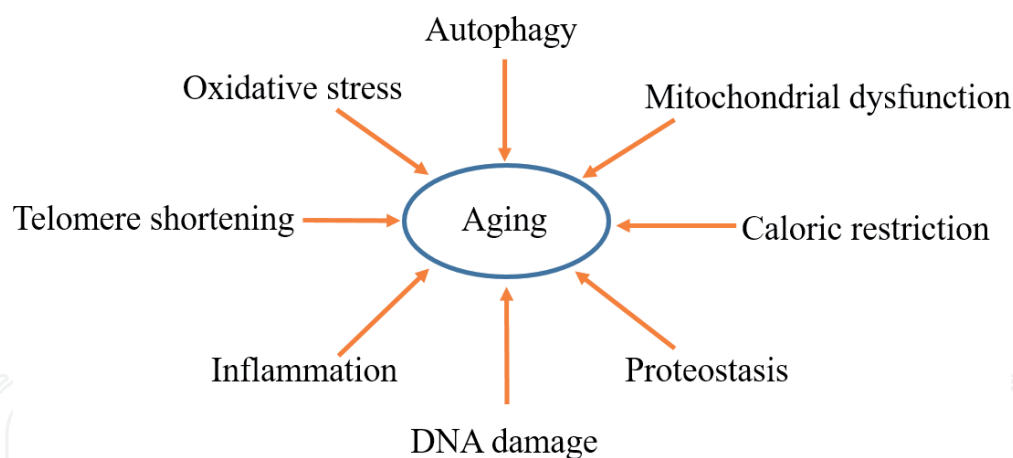 Autophagy
Oxidative stress
Mitochondrial dysfunction
Telomere shortening
Aging
Caloric restriction
Inflammation
Proteostasis
DNA damage